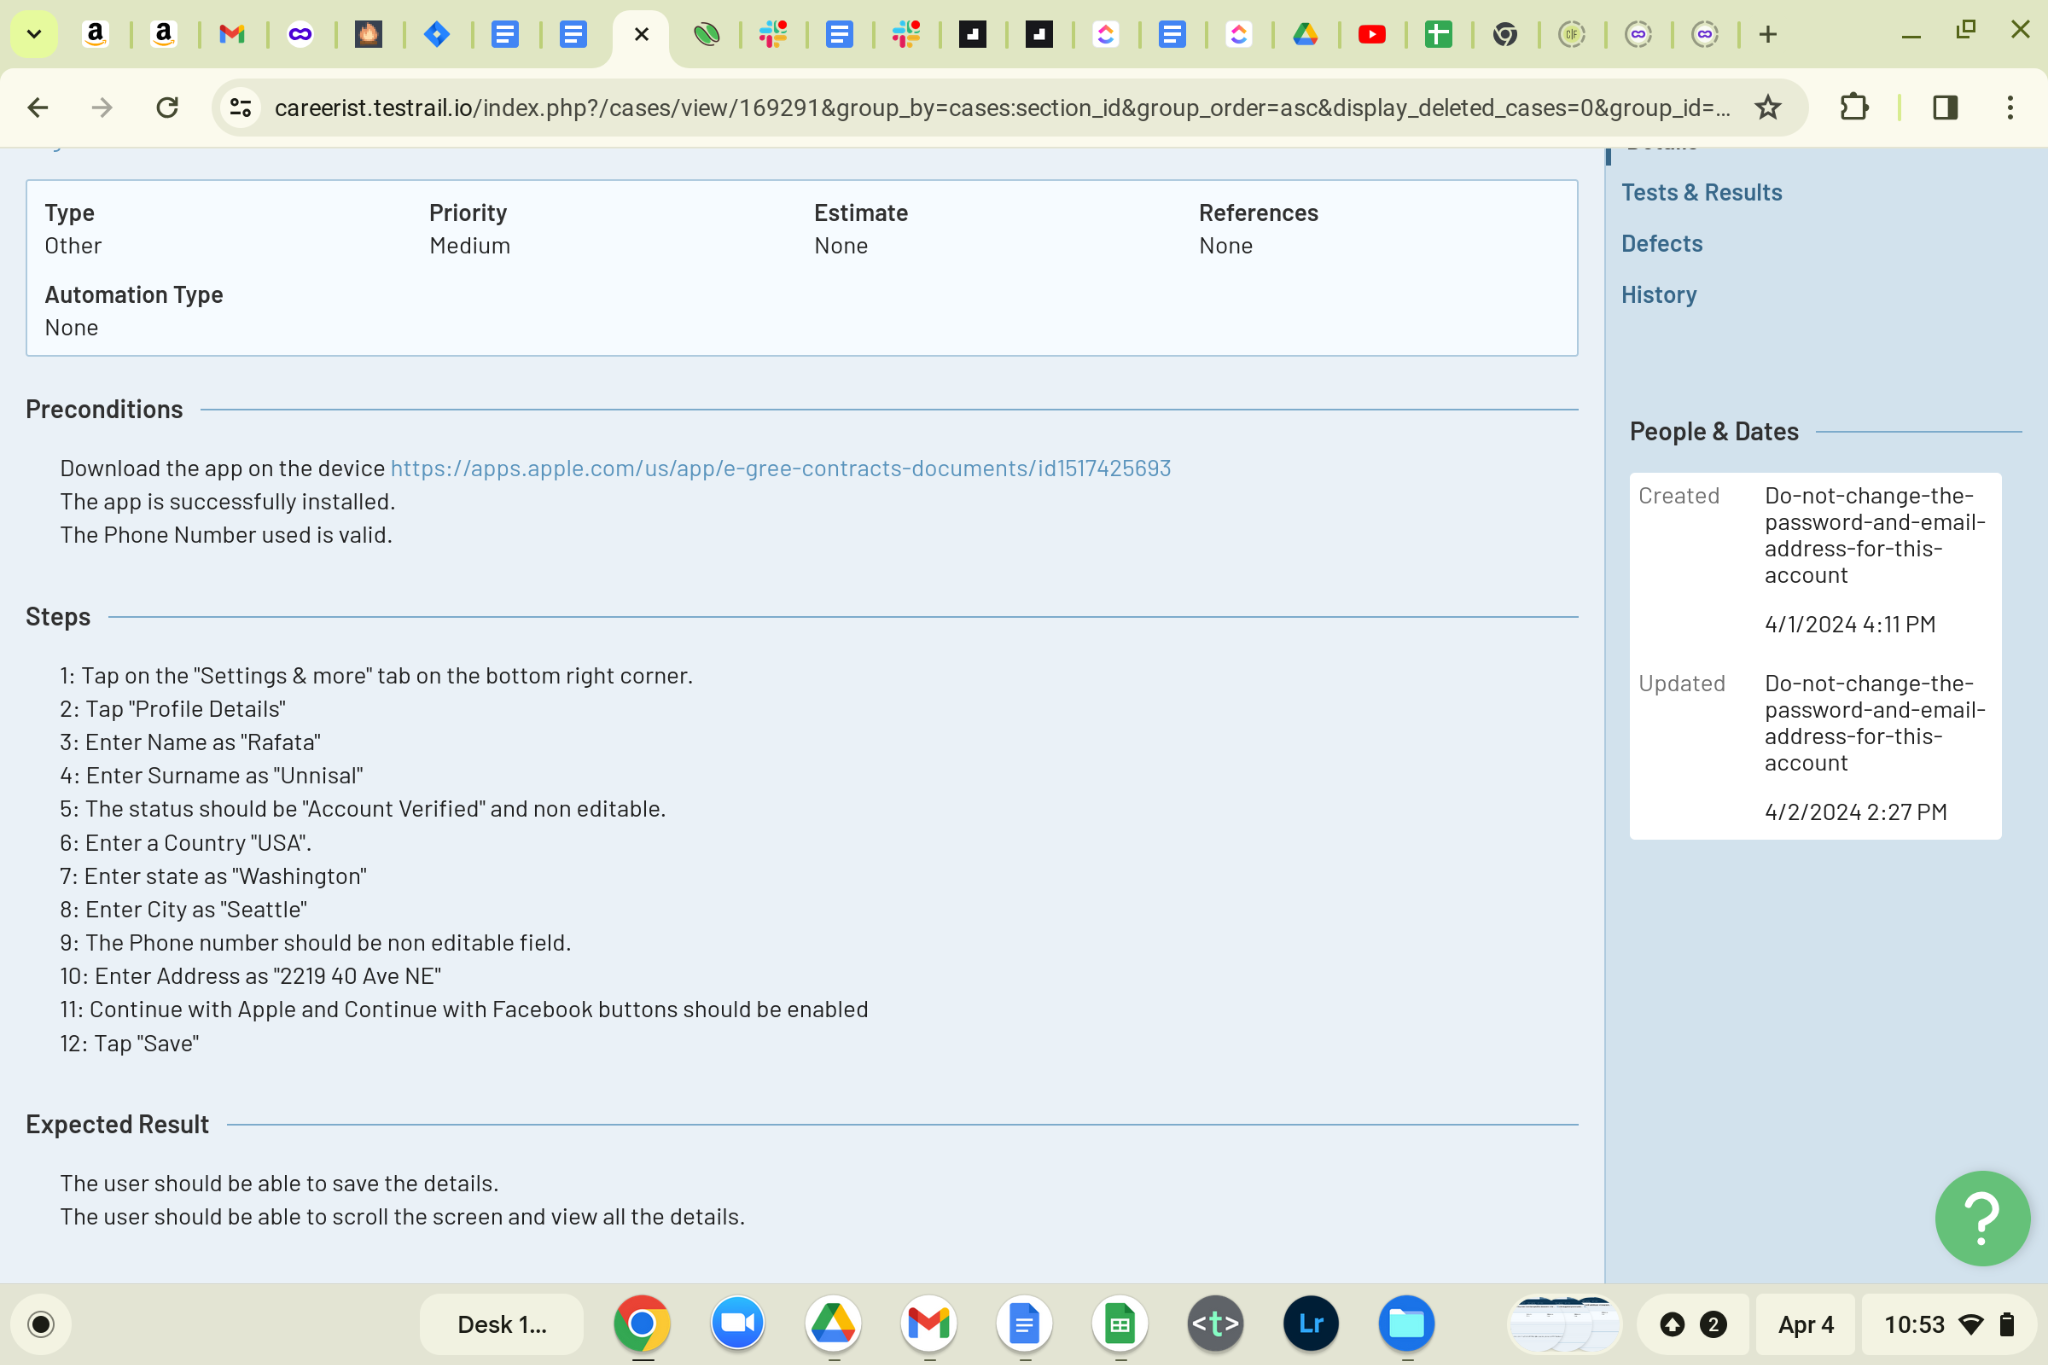 careerist.testrail.io/index.php?/cases/view/169291&group_by=cases:section_id&group_order=asc&display_deleted_cases=0&group_id=...
Type
Other
Priority
Medium
Estimate
None
References
None
Automation Type
None
Preconditions
Download the app on the device https://apps.apple.com/us/app/e-gree-contracts-documents/id1517425693
The app is successfully installed.
The Phone Number used is valid.
Steps
1: Tap on the "Settings & more" tab on the bottom right corner.
2: Tap "Profile Details"
3: Enter Name as "Rafata"
4: Enter Surname as "Unnisal"
5: The status should be "Account Verified" and non editable.
6: Enter a Country "USA".
7: Enter state as "Washington"
8: Enter City as "Seattle"
9: The Phone number should be non editable field.
10: Enter Address as "2219 40 Ave NE"
11: Continue with Apple and Continue with Facebook buttons should be enabled
12: Tap "Save"
Expected Result
The user should be able to save the details.
The user should be able to scroll the screen and view all the details.
Tests & Results
Defects
History
People & Dates
Created
Do-not-change-the-
password-and-email-
address-for-this-
account
4/1/2024 4:11 PM
Updated
Do-not-change-the-
password-and-email-
address-for-this-
account
4/2/2024 2:27 PM
?
Desk 1...
<t>
Lr
2
Apr 4
10:53